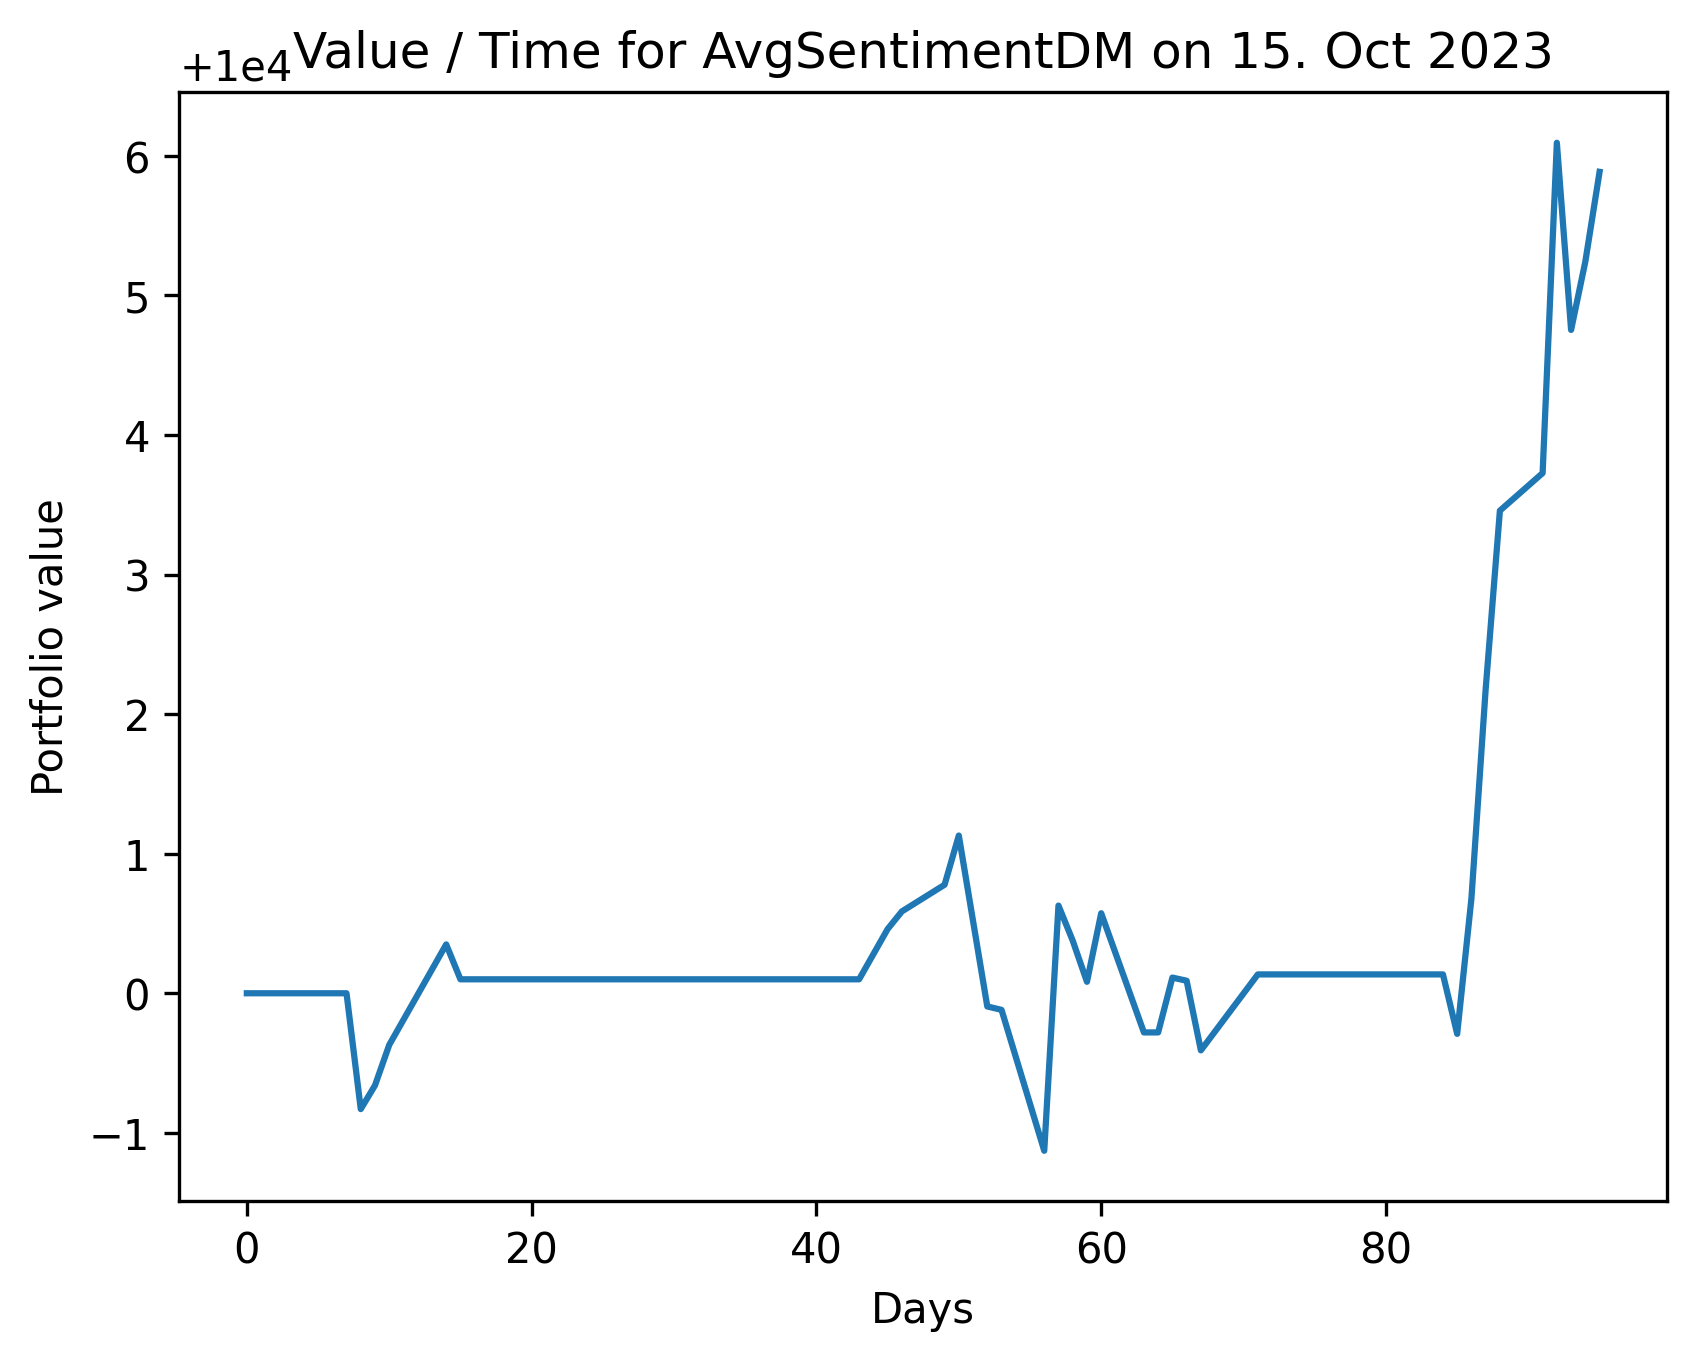 Value / Time for AvgSentimentDM on 15. Oct 2023
+1e4
6
5
4
3
2
1
0
−1
Portfolio value
0 20 40 60 80
Days